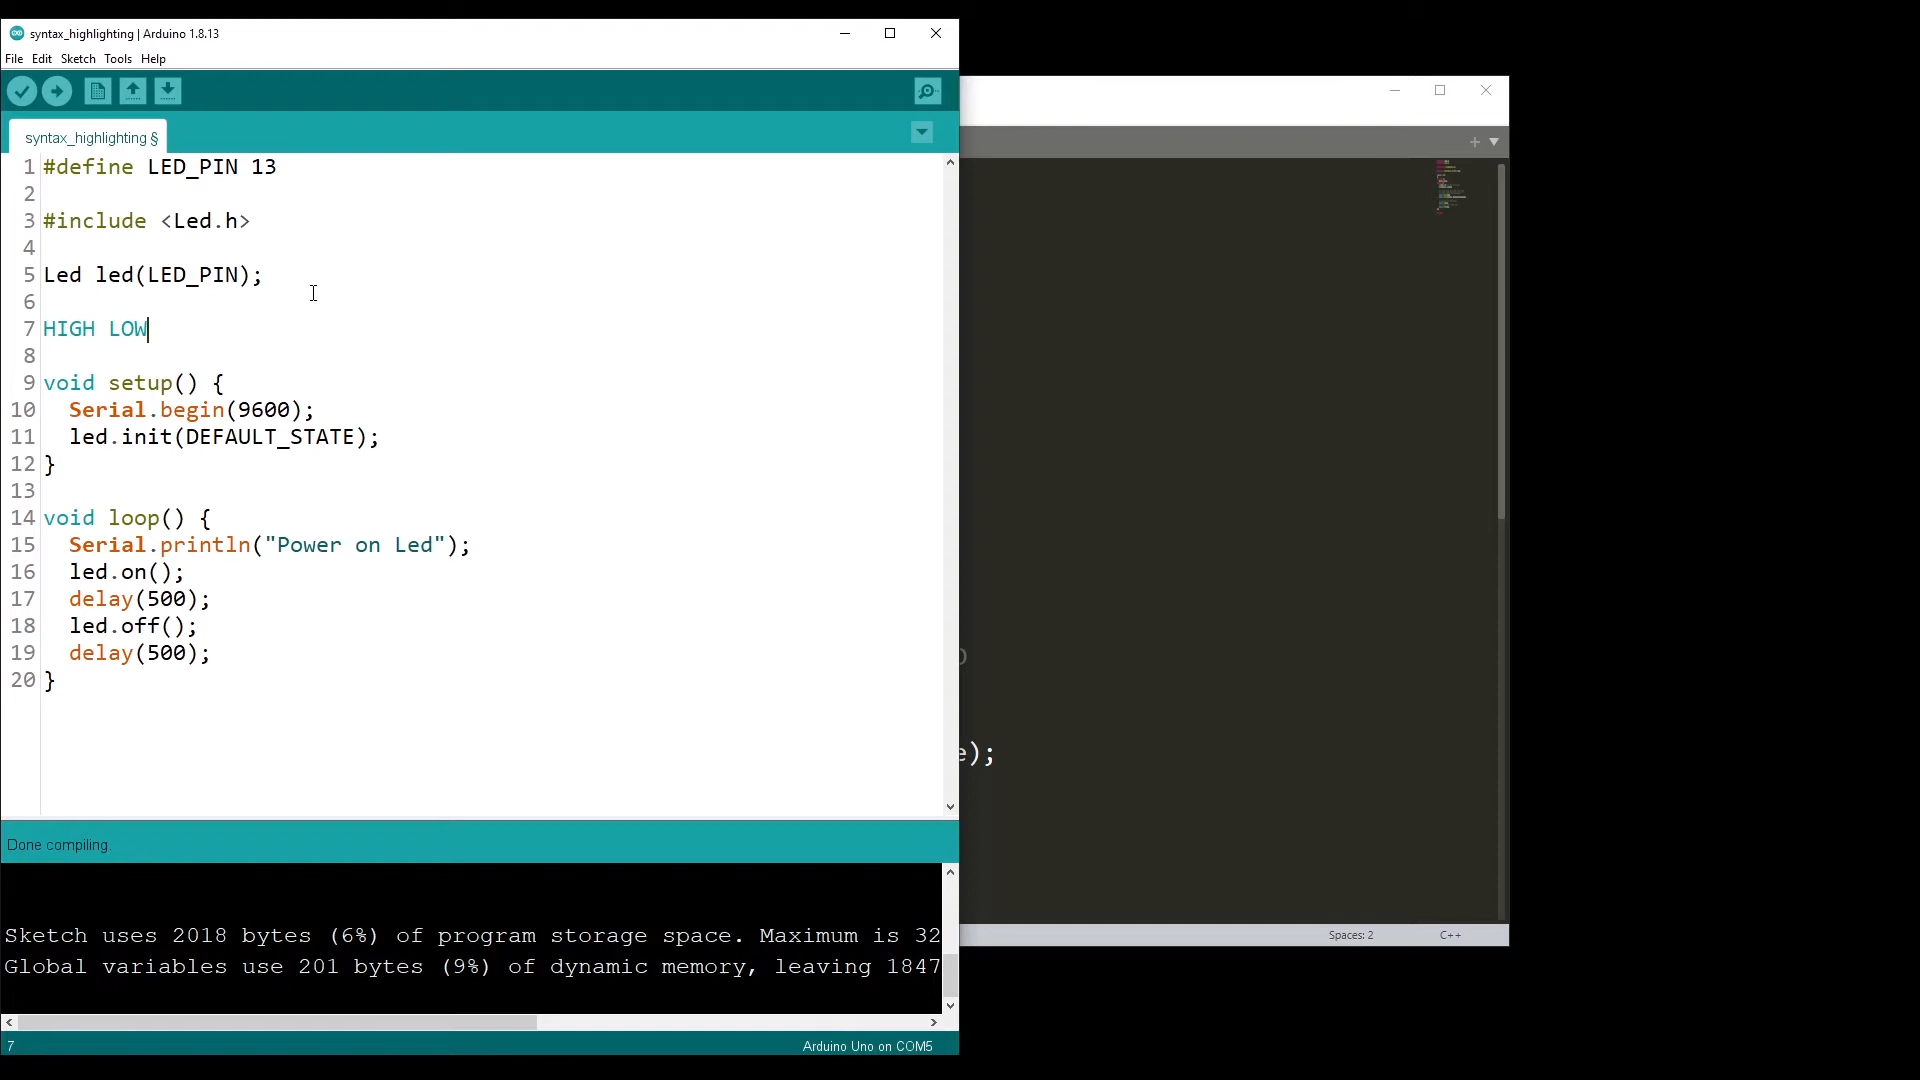 syntax_highlighting | Arduino 1.8.13
File Edit Sketch Tools Help
syntax_highlighting §
1 #define LED_PIN 13
2
3 #include <Led.h>
4
5 Led led(LED_PIN);
6
7 HIGH LOW
8
9 void setup() {
10 Serial.begin(9600);
11 led.init(DEFAULT_STATE);
12 }
13
14 void loop() {
15 Serial.println("Power on Led");
16 led.on();
17 delay(500);
18 led.off();
19 delay(500);
20 }
e);
Done compiling.
Sketch uses 2018 bytes (6%) of program storage space. Maximum is 32
Global variables use 201 bytes (9%) of dynamic memory, leaving 1847
Spaces: 2 C++
7 Arduino Uno on COM5